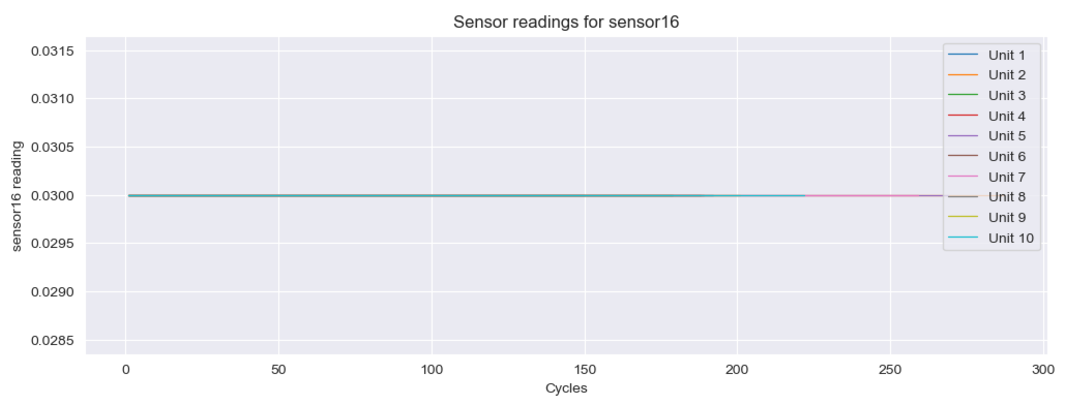 Sensor readings for sensor16
0.0315
0.0310
0.0305
0.0300
0.0295
0.0290
0.0285
sensor16 reading
Unit 1
Unit 2
Unit 3
Unit 4
Unit 5
Unit 6
Unit 7
Unit 8
Unit 9
Unit 10
0 50 100 150 200 250 300
Cycles